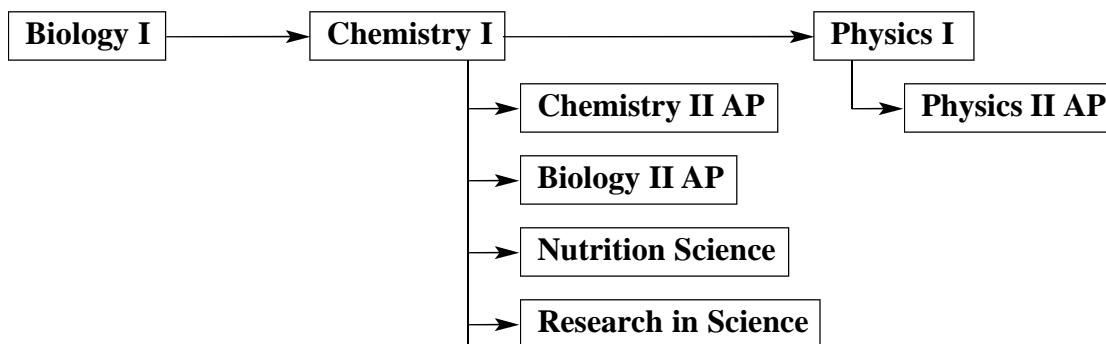 Biology I
Chemistry I
Physics I
Chemistry II AP
Physics II AP
Biology II AP
Nutrition Science
Research in Science